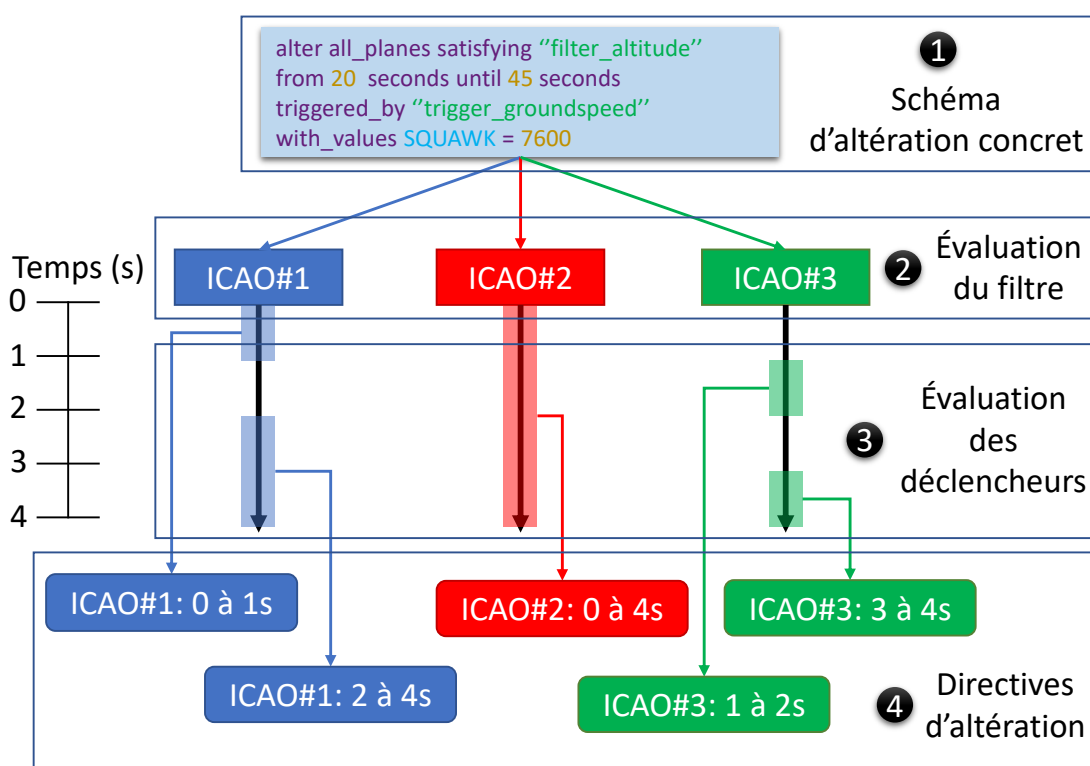 alter all_planes satisfying ‘‘filter_altitude’’
from 20 seconds until 45 seconds
triggered_by ‘‘trigger_groundspeed’’
with_values SQUAWK = 7600
1
Schéma
d’altération concret
Temps (s)
0
1
2
3
4
ICAO#1
ICAO#2
ICAO#3
2
Évaluation
du filtre
3
Évaluation
des
déclencheurs
ICAO#1: 0 à 1s
ICAO#2: 0 à 4s
ICAO#3: 3 à 4s
ICAO#1: 2 à 4s
ICAO#3: 1 à 2s
4
Directives
d’altération